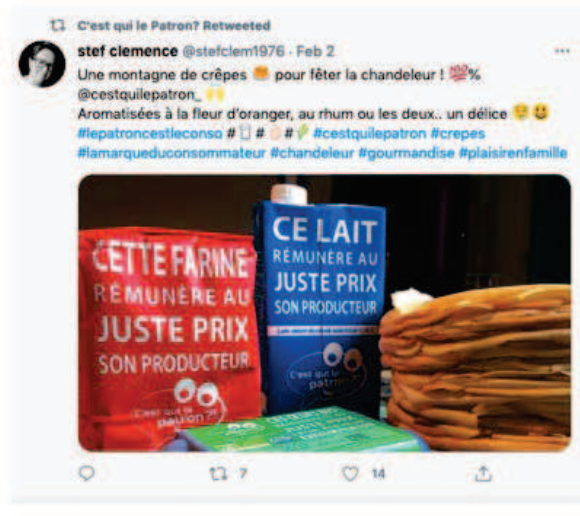 C'est qui le Patron? Retweeted
stef clemence @stefclem1976 · Feb 2
Une montagne de crêpes 🥞 pour fêter la chandeleur ! 💯%
@cestquilepatron_ 🙌
Aromatisées à la fleur d'oranger, au rhum ou les deux.. un délice 😋 😃
#lepatroncestleconso # 🥛 # 🥚 # 🌾 #cestquilepatron #crepes
#lamarqueduconsommateur #chandeleur #gourmandise #plaisirenfamille
CETTE FARINE
RÉMUNÈRE AU
JUSTE PRIX
SON PRODUCTEUR
C'est qui le
patron ?!
CE LAIT
RÉMUNÈRE AU
JUSTE PRIX
SON PRODUCTEUR
C'est qui le
patron ?!
7
14